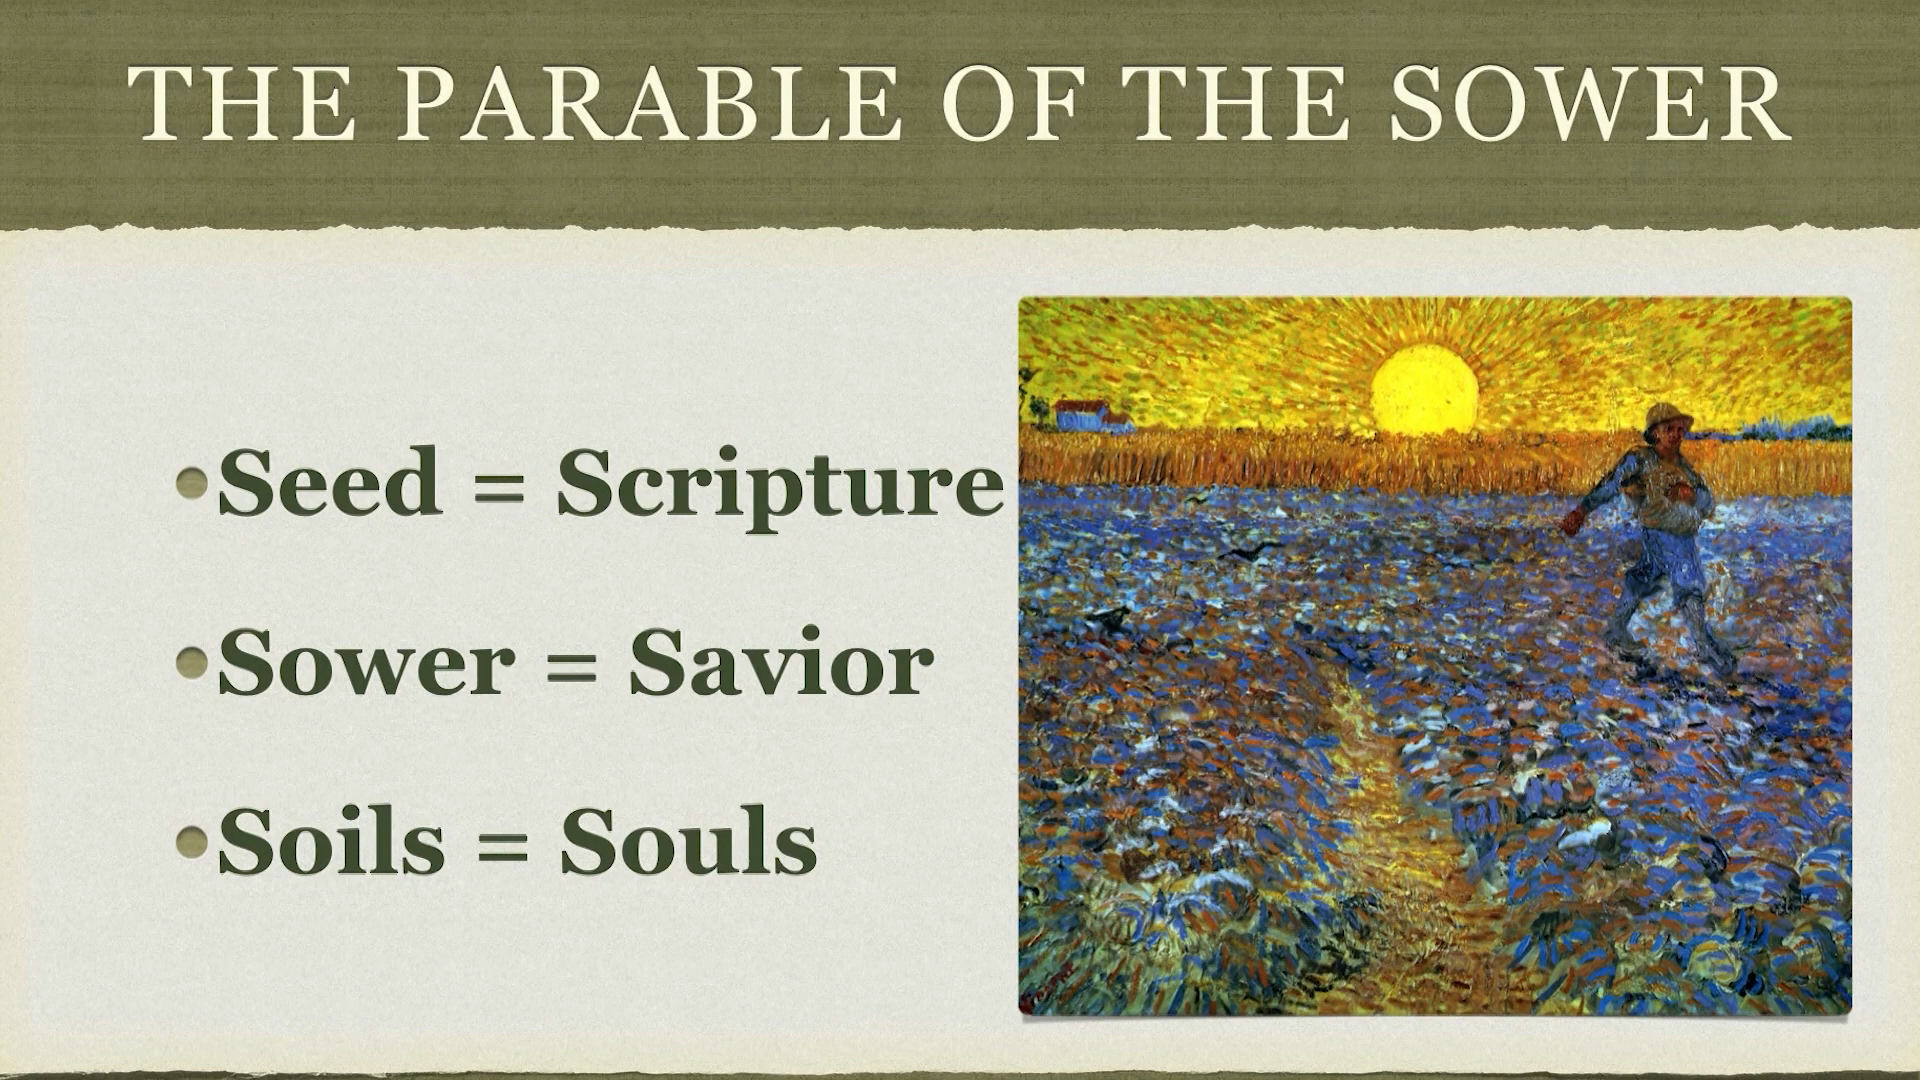 THE PARABLE OF THE SOWER
•Seed = Scripture
•Sower = Savior
•Soils = Souls